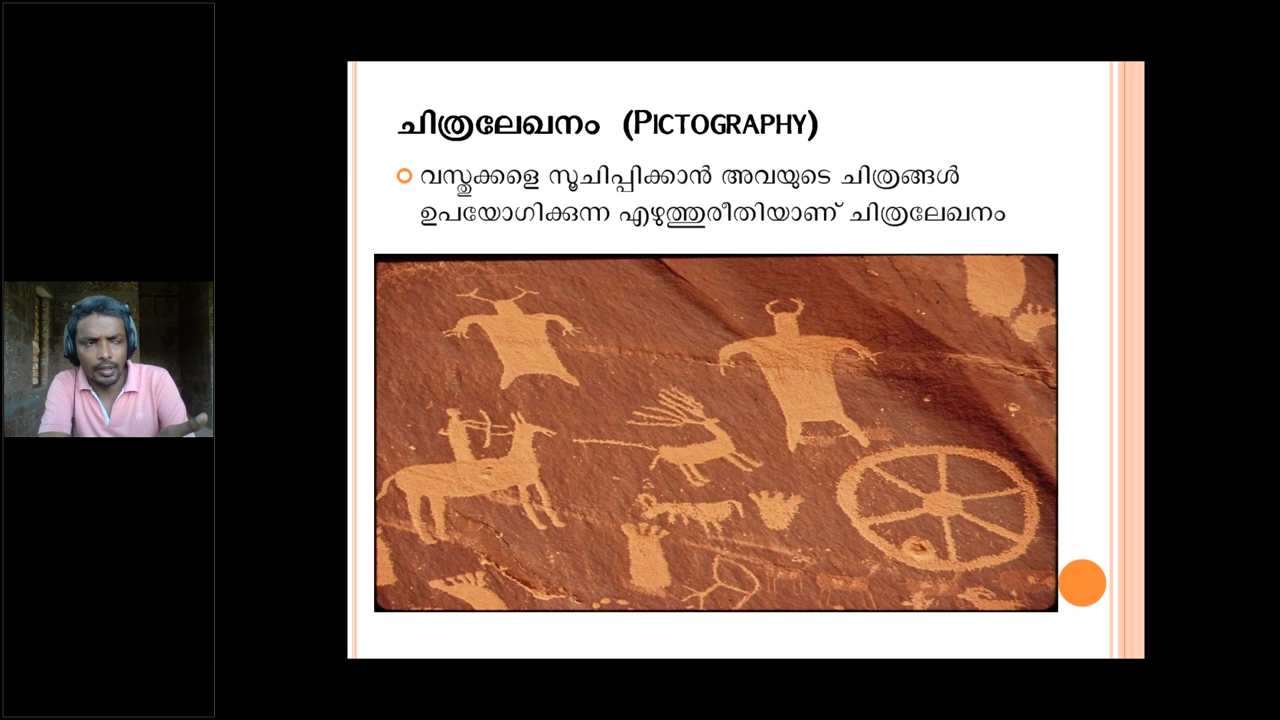 ചിത്രലേഖനം (PICTOGRAPHY)
വസ്തുക്കളെ സൂചിപ്പിക്കാൻ അവയുടെ ചിത്രങ്ങൾ
ഉപയോഗിക്കുന്ന എഴുത്തുരീതിയാണ് ചിത്രലേഖനം